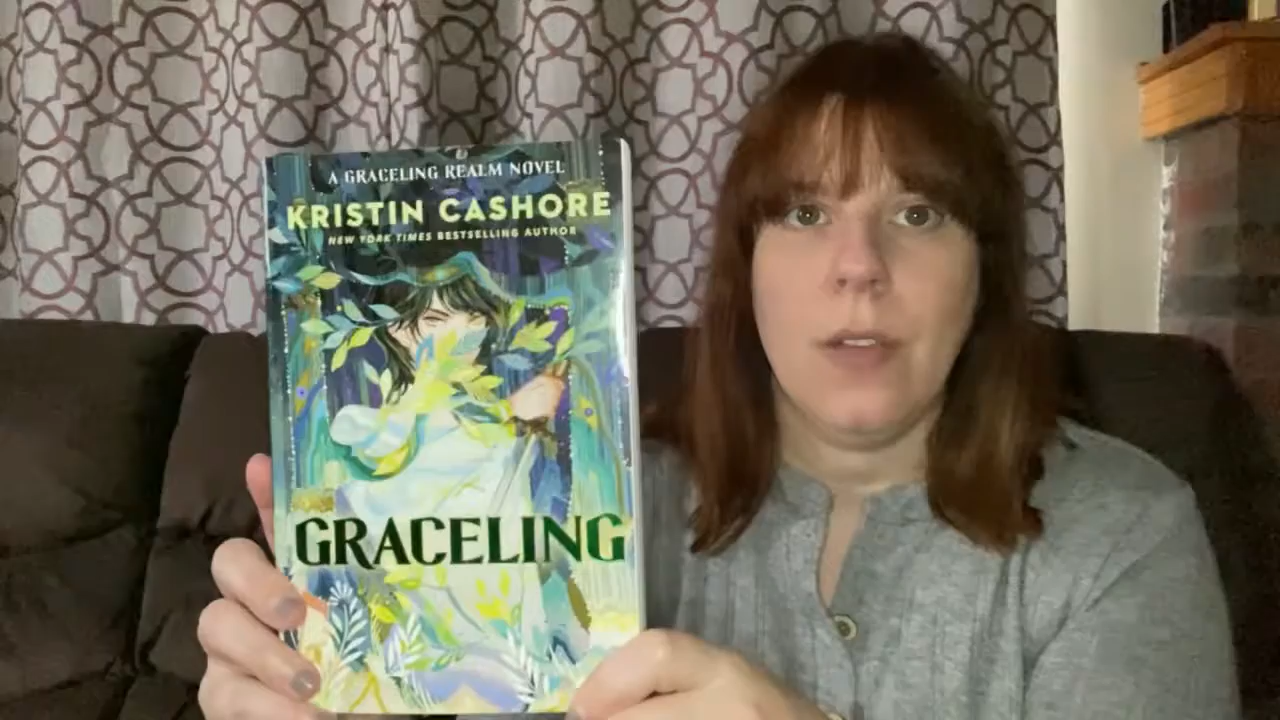 A GRACELING REALM NOVEL
KRISTIN CASHORE
NEW YORK TIMES BESTSELLING AUTHOR
GRACELING